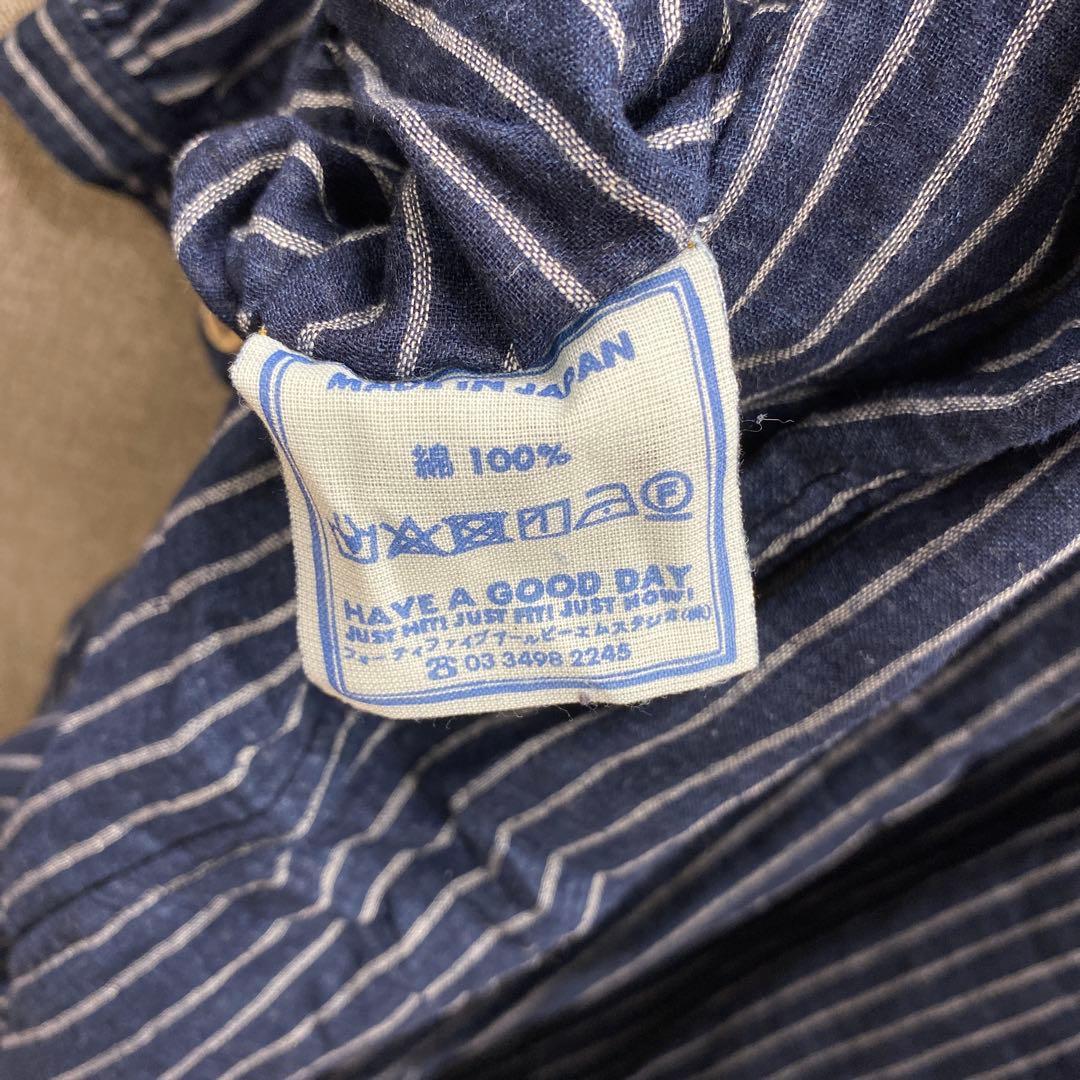 MADE IN JAPAN
綿 100%
F
HAVE A GOOD DAY
JUST HIT! JUST FIT! JUST NOW!
フォーティファイブアールピーエムスタジオ(株)
☎ 03 3498 2245